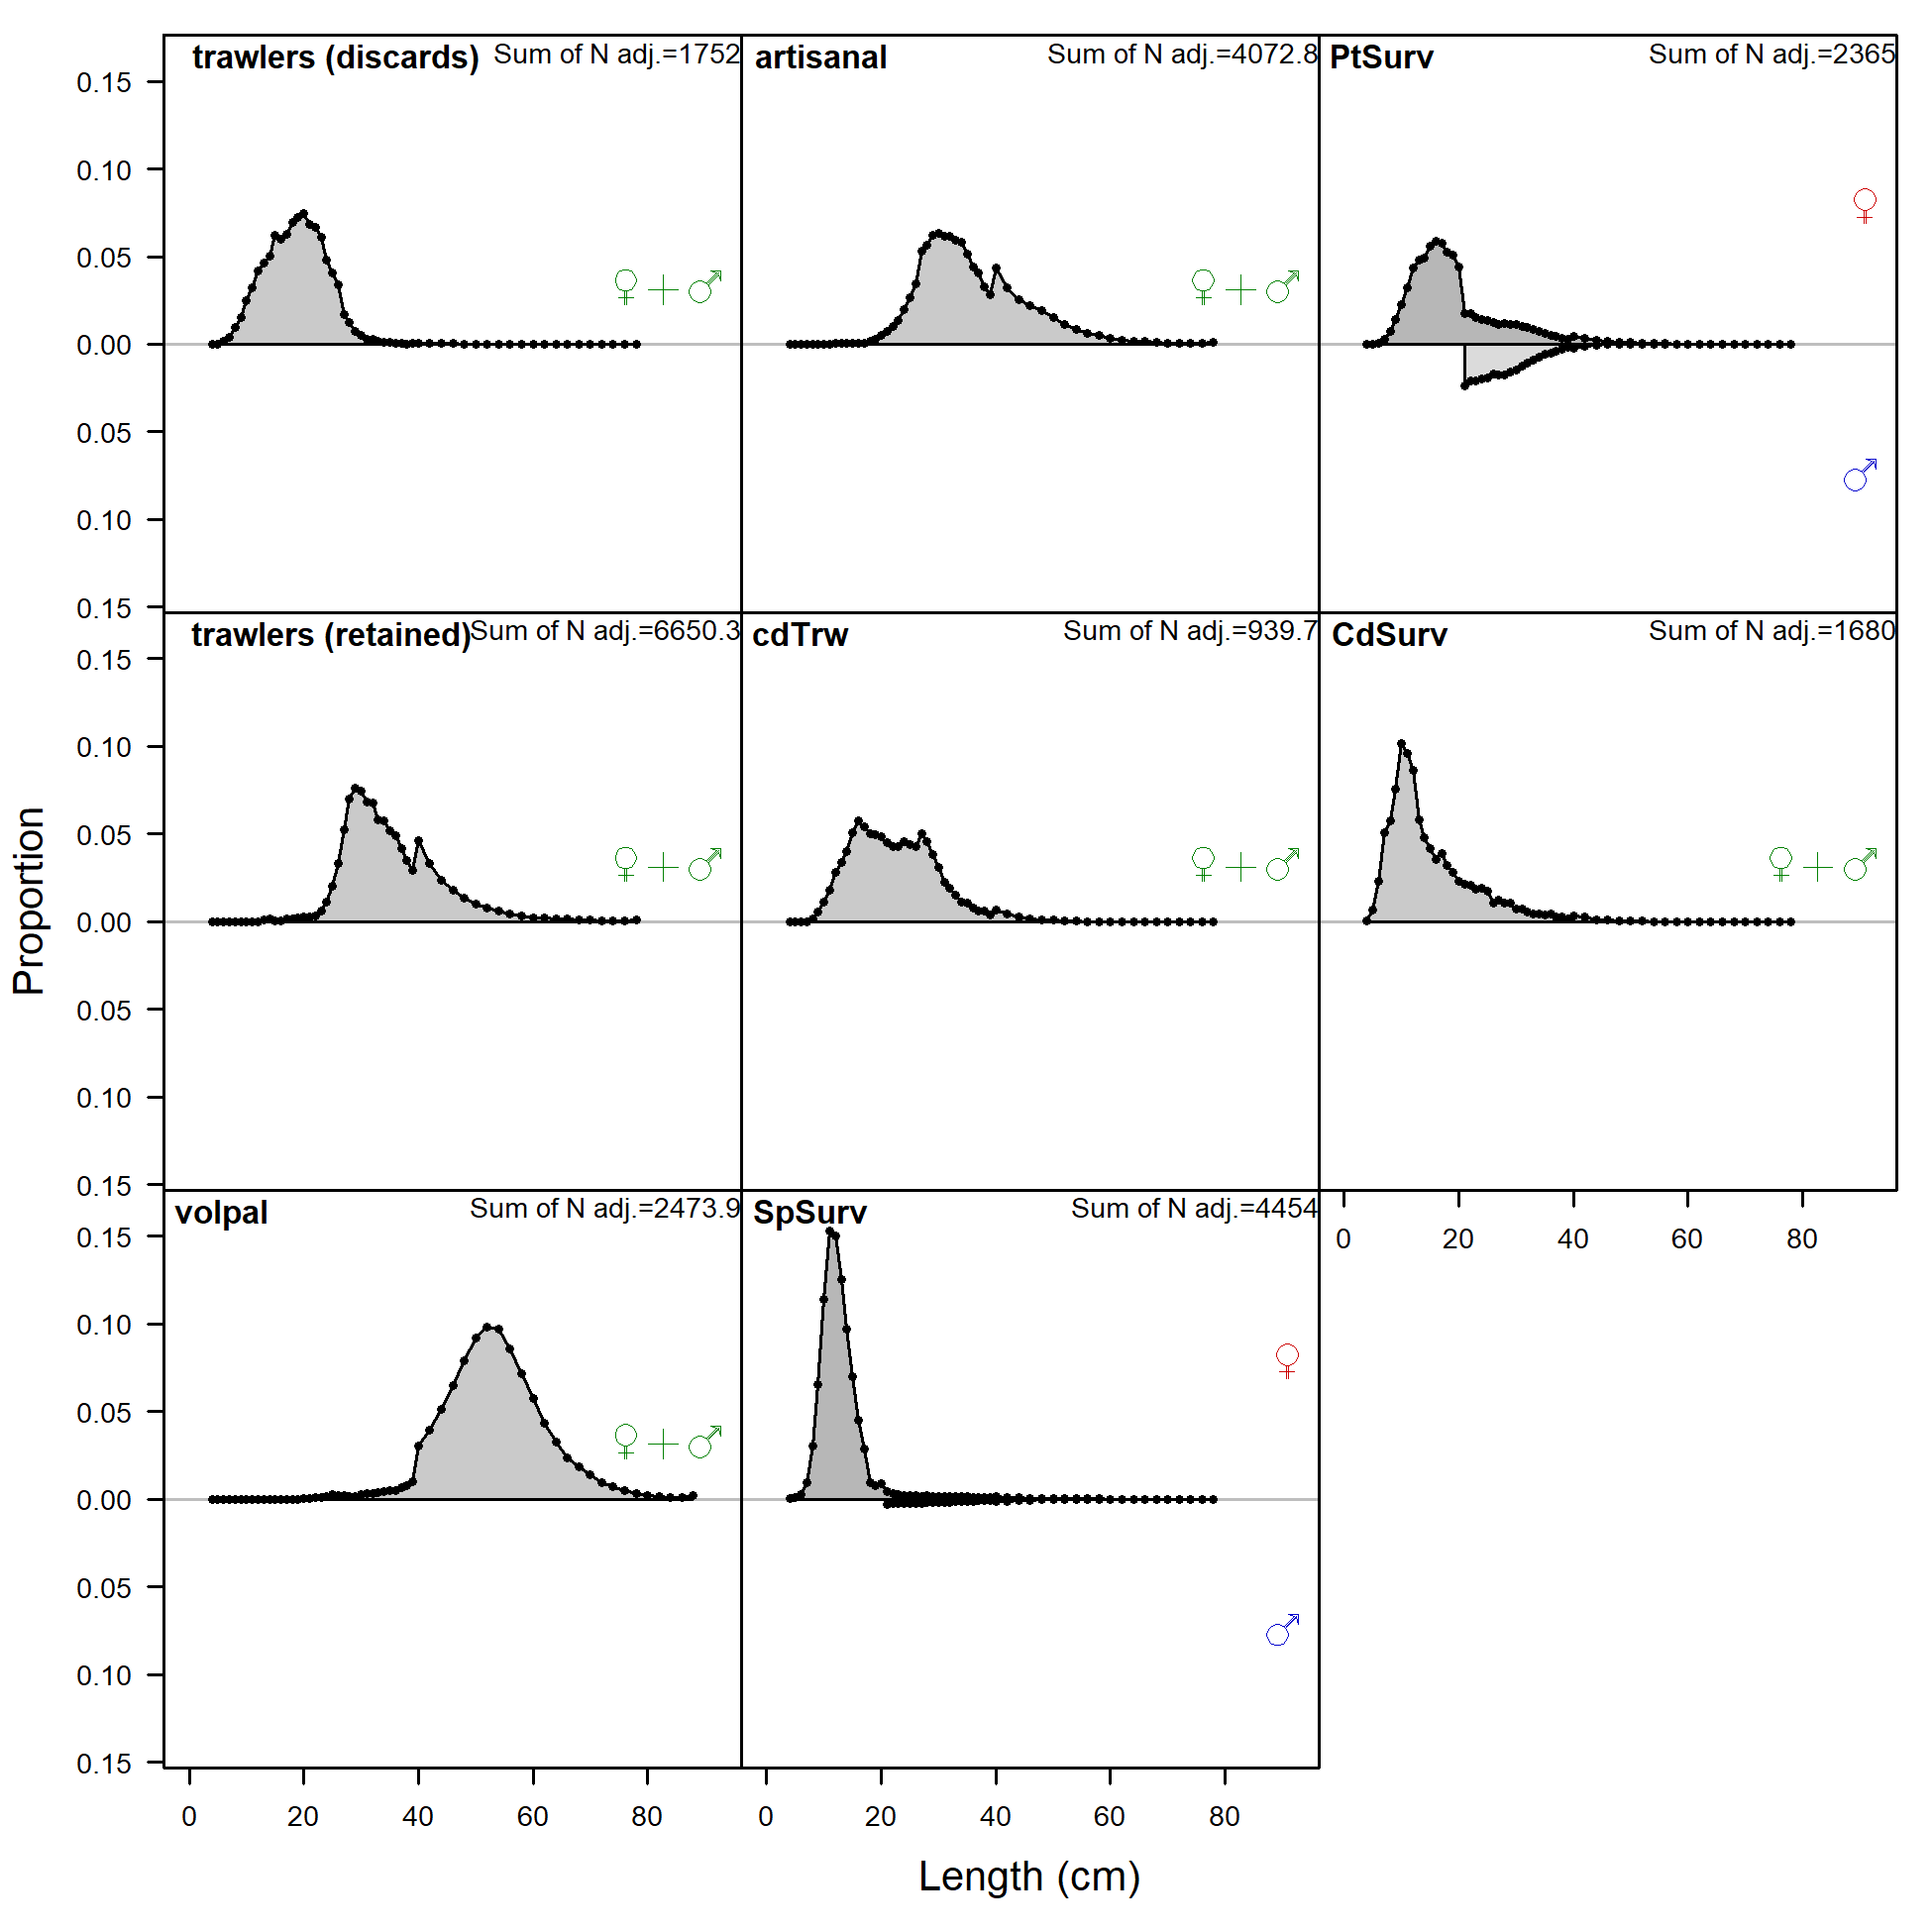 trawlers (discards) Sum of N adj.=1752
artisanal Sum of N adj.=4072.8
PtSurv Sum of N adj.=2365
0.15
0.10
0.05
0.00
0.05
0.10
0.15
♀+♂
♀+♂
♀
♂
trawlers (retained) Sum of N adj.=6650.3
cdTrw Sum of N adj.=939.7
CdSurv Sum of N adj.=1680
0.15
0.10
0.05
0.00
0.05
0.10
0.15
♀+♂
♀+♂
♀+♂
0 20 40 60 80
Proportion
volpal Sum of N adj.=2473.9
SpSurv Sum of N adj.=4454
0.15
0.10
0.05
0.00
0.05
0.10
0.15
♀+♂
♀
♂
0 20 40 60 80
0 20 40 60 80
Length (cm)